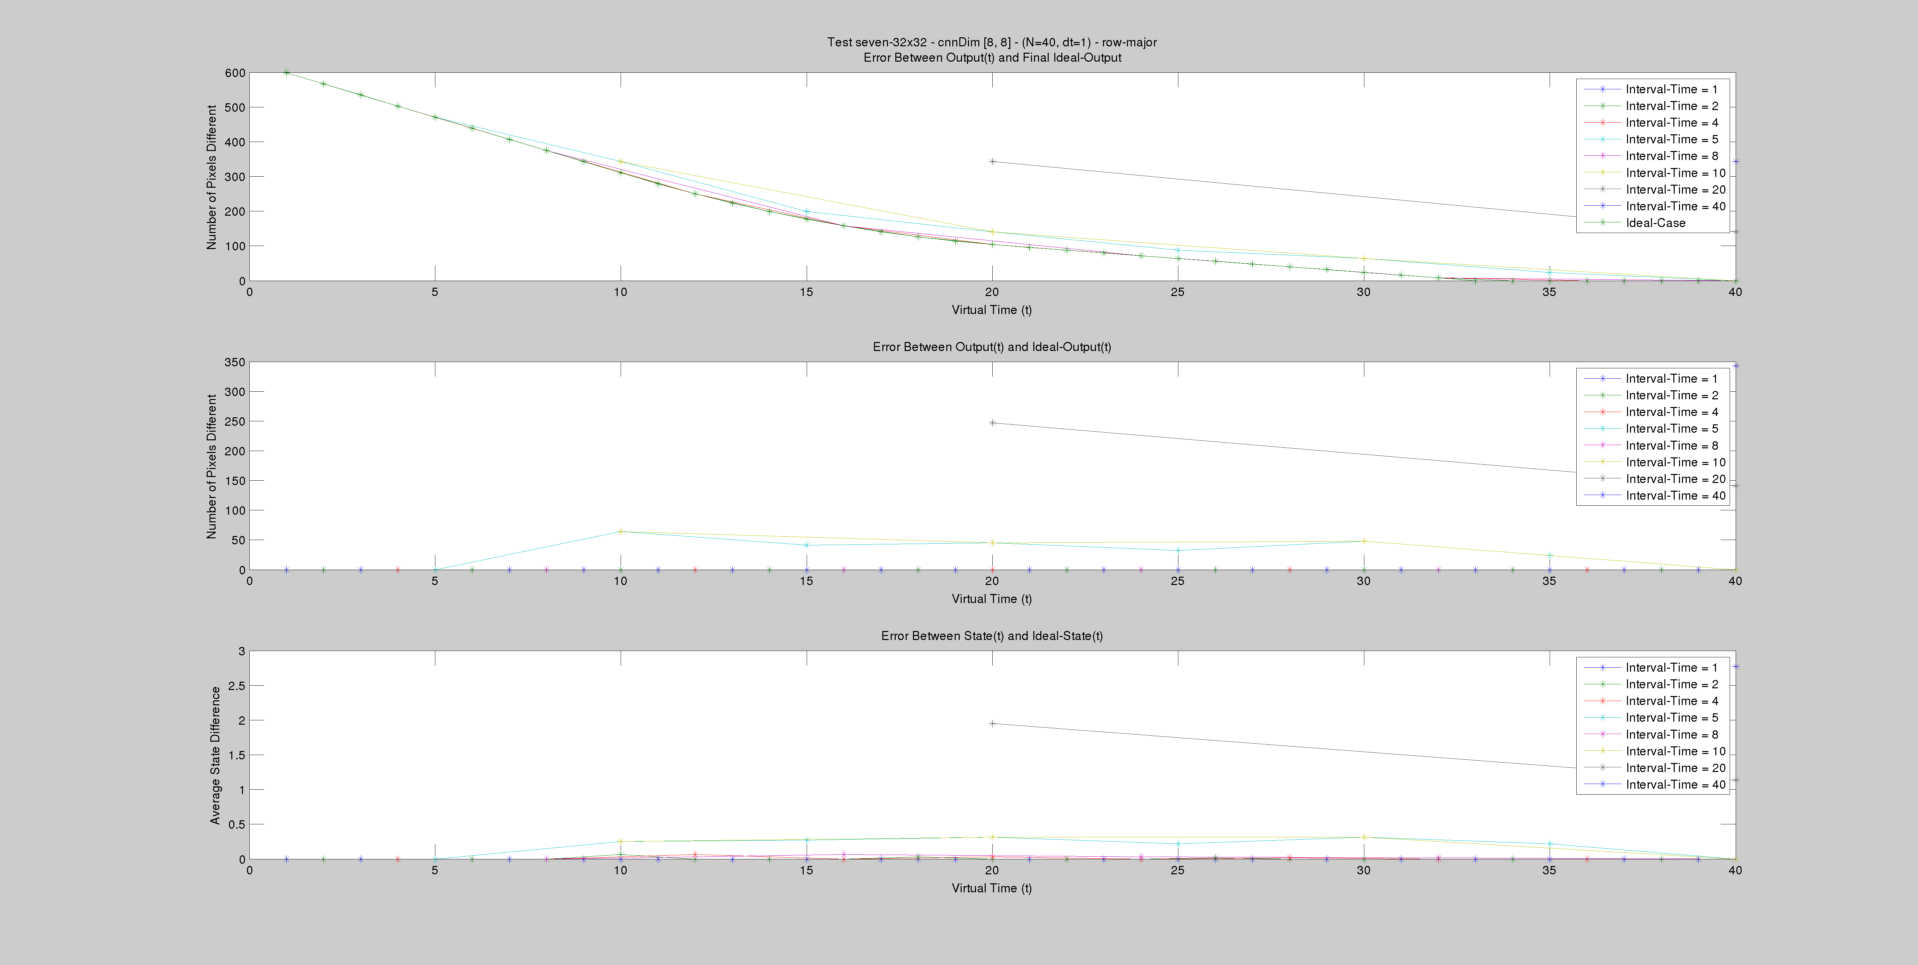 Test seven-32x32 - cnnDim [8, 8] - (N=40, dt=1) - row-major
Error Between Output(t) and Final Ideal-Output
600
500
400
300
200
100
0
Number of Pixels Different
0 5 10 15 20 25 30 35 40
Virtual Time (t)
Interval-Time = 1
Interval-Time = 2
Interval-Time = 4
Interval-Time = 5
Interval-Time = 8
Interval-Time = 10
Interval-Time = 20
Interval-Time = 40
Ideal-Case
Error Between Output(t) and Ideal-Output(t)
350
300
250
200
150
100
50
0
Number of Pixels Different
0 5 10 15 20 25 30 35 40
Virtual Time (t)
Interval-Time = 1
Interval-Time = 2
Interval-Time = 4
Interval-Time = 5
Interval-Time = 8
Interval-Time = 10
Interval-Time = 20
Interval-Time = 40
Error Between State(t) and Ideal-State(t)
3
2.5
2
1.5
1
0.5
0
Average State Difference
0 5 10 15 20 25 30 35 40
Virtual Time (t)
Interval-Time = 1
Interval-Time = 2
Interval-Time = 4
Interval-Time = 5
Interval-Time = 8
Interval-Time = 10
Interval-Time = 20
Interval-Time = 40